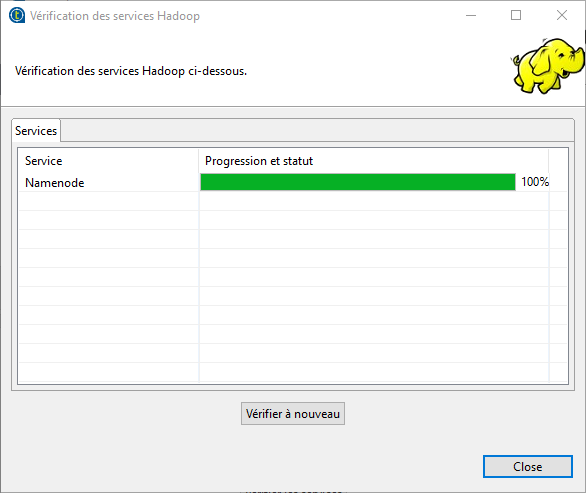 Vérification des services Hadoop
Vérification des services Hadoop ci-dessous.
Services
Service Progression et statut
Namenode 100%
Vérifier à nouveau
Close